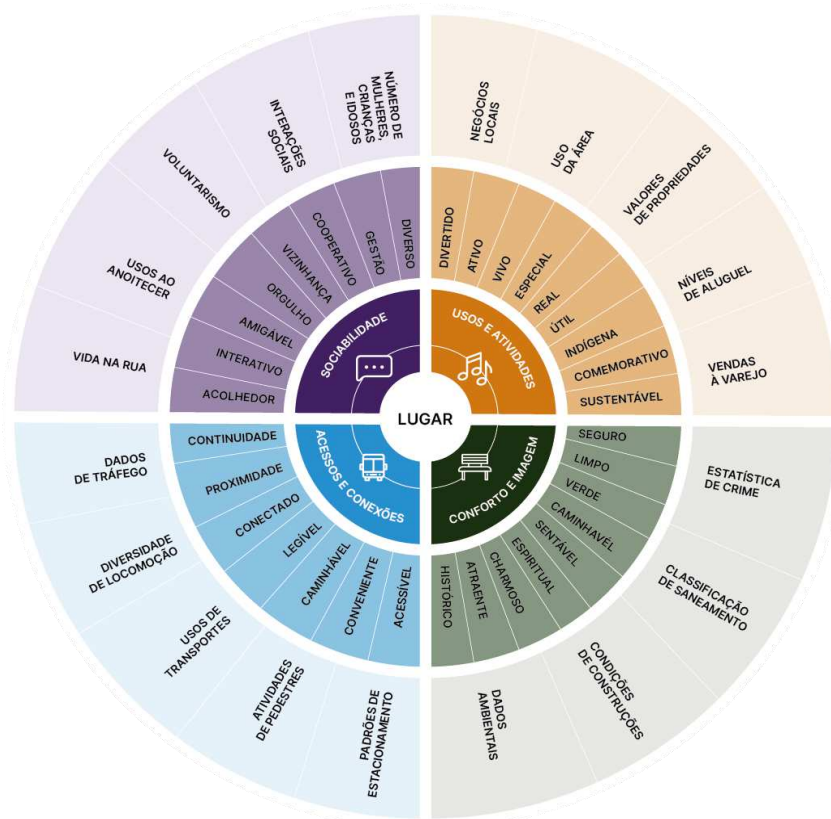 NÚMERO DE
MULHERES,
CRIANÇAS
E IDOSOS
INTERAÇÕES
SOCIAIS
VOLUNTARISMO
USOS AO
ANOITECER
VIDA NA RUA
NEGÓCIOS
LOCAIS
USO
DA ÁREA
VALORES
DE PROPRIEDADES
NÍVEIS
DE ALUGUEL
VENDAS
À VAREJO
DIVERSO
GESTÃO
COOPERATIVO
VIZINHANÇA
ORGULHO
AMIGÁVEL
INTERATIVO
ACOLHEDOR
DIVERTIDO
ATIVO
VIVO
ESPECIAL
REAL
ÚTIL
INDÍGENA
COMEMORATIVO
SUSTENTÁVEL
SOCIABILIDADE
USOS E ATIVIDADES
LUGAR
ACESSOS E CONEXÕES
CONFORTO E IMAGEM
CONTINUIDADE
PROXIMIDADE
CONECTADO
LEGÍVEL
CAMINHÁVEL
CONVENIENTE
ACESSÍVEL
SEGURO
LIMPO
VERDE
CAMINHAVÉL
SENTÁVEL
ESPIRITUAL
CHARMOSO
ATRAENTE
HISTÓRICO
DADOS
DE TRÁFEGO
DIVERSIDADE
DE LOCOMOÇÃO
USOS DE
TRANSPORTES
ATIVIDADES
DE PEDESTRES
PADRÕES DE
ESTACIONAMENTO
ESTATÍSTICA
DE CRIME
CLASSIFICAÇÃO
DE SANEAMENTO
CONDIÇÕES
DE CONSTRUÇÕES
DADOS
AMBIENTAIS